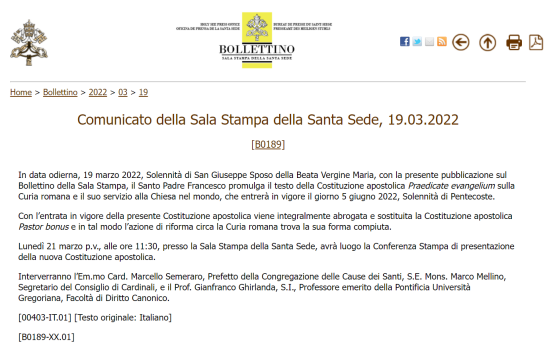 HOLY SEE PRESS OFFICE BUREAU DE PRESSE DU SAINT-SIEGE
OFICINA DE PRENSA DE LA SANTA SEDE PRESSEAMT DES HEILIGEN STUHLS
BOLLETTINO
SALA STAMPA DELLA SANTA SEDE
Home > Bollettino > 2022 > 03 > 19
Comunicato della Sala Stampa della Santa Sede, 19.03.2022
[B0189]
In data odierna, 19 marzo 2022, Solennità di San Giuseppe Sposo della Beata Vergine Maria, con la presente pubblicazione sul
Bollettino della Sala Stampa, il Santo Padre Francesco promulga il testo della Costituzione apostolica Praedicate evangelium sulla
Curia romana e il suo servizio alla Chiesa nel mondo, che entrerà in vigore il giorno 5 giugno 2022, Solennità di Pentecoste.
Con l'entrata in vigore della presente Costituzione apostolica viene integralmente abrogata e sostituita la Costituzione apostolica
Pastor bonus e in tal modo l'azione di riforma circa la Curia romana trova la sua forma compiuta.
Lunedì 21 marzo p.v., alle ore 11:30, presso la Sala Stampa della Santa Sede, avrà luogo la Conferenza Stampa di presentazione
della nuova Costituzione apostolica.
Interverranno l'Em.mo Card. Marcello Semeraro, Prefetto della Congregazione delle Cause dei Santi, S.E. Mons. Marco Mellino,
Segretario del Consiglio di Cardinali, e il Prof. Gianfranco Ghirlanda, S.I., Professore emerito della Pontificia Università
Gregoriana, Facoltà di Diritto Canonico.
[00403-IT.01] [Testo originale: Italiano]
[B0189-XX.01]